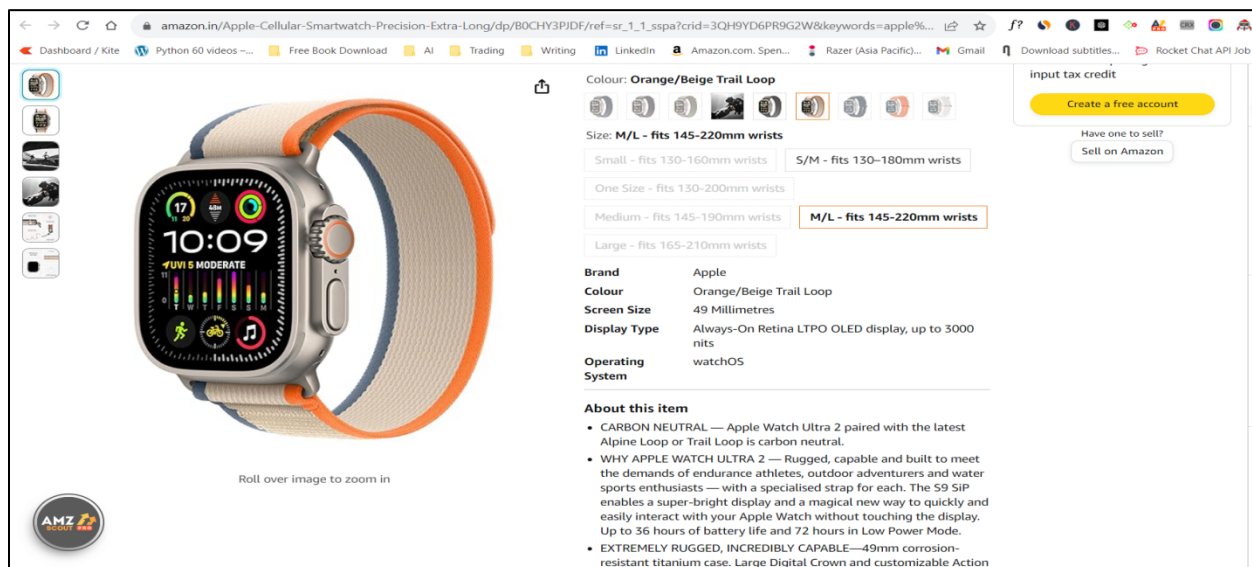 amazon.in/Apple-Cellular-Smartwatch-Precision-Extra-Long/dp/B0CHY3PJDF/ref=sr_1_1_sspa?crid=3QH9YD6PR9G2W&keywords=apple%...
f?
Dashboard / Kite
Python 60 videos –...
Free Book Download
AI
Trading
Writing
LinkedIn
Amazon.com. Spen...
Razer (Asia Pacific)...
Gmail
Download subtitles...
Rocket Chat API Job
input tax credit
Create a free account
Have one to sell?
Sell on Amazon
17
11 20
48M
10:09
UVI 5 MODERATE
11
0
T W T F S S M
Roll over image to zoom in
AMZ
SCOUT PRO
Colour: Orange/Beige Trail Loop
Size: M/L - fits 145-220mm wrists
Small - fits 130-160mm wrists
S/M - fits 130–180mm wrists
One Size - fits 130-200mm wrists
Medium - fits 145-190mm wrists
M/L - fits 145-220mm wrists
Large - fits 165-210mm wrists
Brand Apple
Colour Orange/Beige Trail Loop
Screen Size 49 Millimetres
Display Type Always-On Retina LTPO OLED display, up to 3000
nits
Operating watchOS
System
About this item
• CARBON NEUTRAL — Apple Watch Ultra 2 paired with the latest
Alpine Loop or Trail Loop is carbon neutral.
• WHY APPLE WATCH ULTRA 2 — Rugged, capable and built to meet
the demands of endurance athletes, outdoor adventurers and water
sports enthusiasts — with a specialised strap for each. The S9 SiP
enables a super-bright display and a magical new way to quickly and
easily interact with your Apple Watch without touching the display.
Up to 36 hours of battery life and 72 hours in Low Power Mode.
• EXTREMELY RUGGED, INCREDIBLY CAPABLE—49mm corrosion-
resistant titanium case. Large Digital Crown and customizable Action